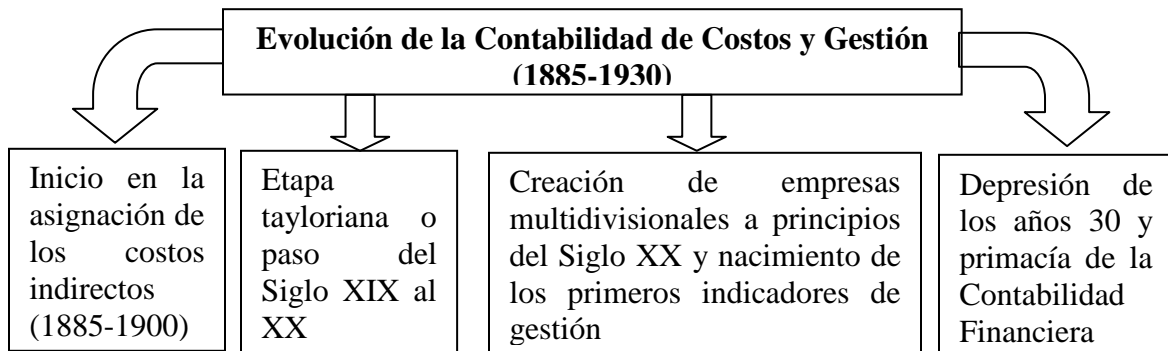 Evolución de la Contabilidad de Costos y Gestión
(1885-1930)
Inicio en la
asignación de
los costos
indirectos
(1885-1900)
Etapa
tayloriana o
paso del
Siglo XIX al
XX
Creación de empresas
multidivisionales a principios
del Siglo XX y nacimiento de
los primeros indicadores de
gestión
Depresión de
los años 30 y
primacía de la
Contabilidad
Financiera